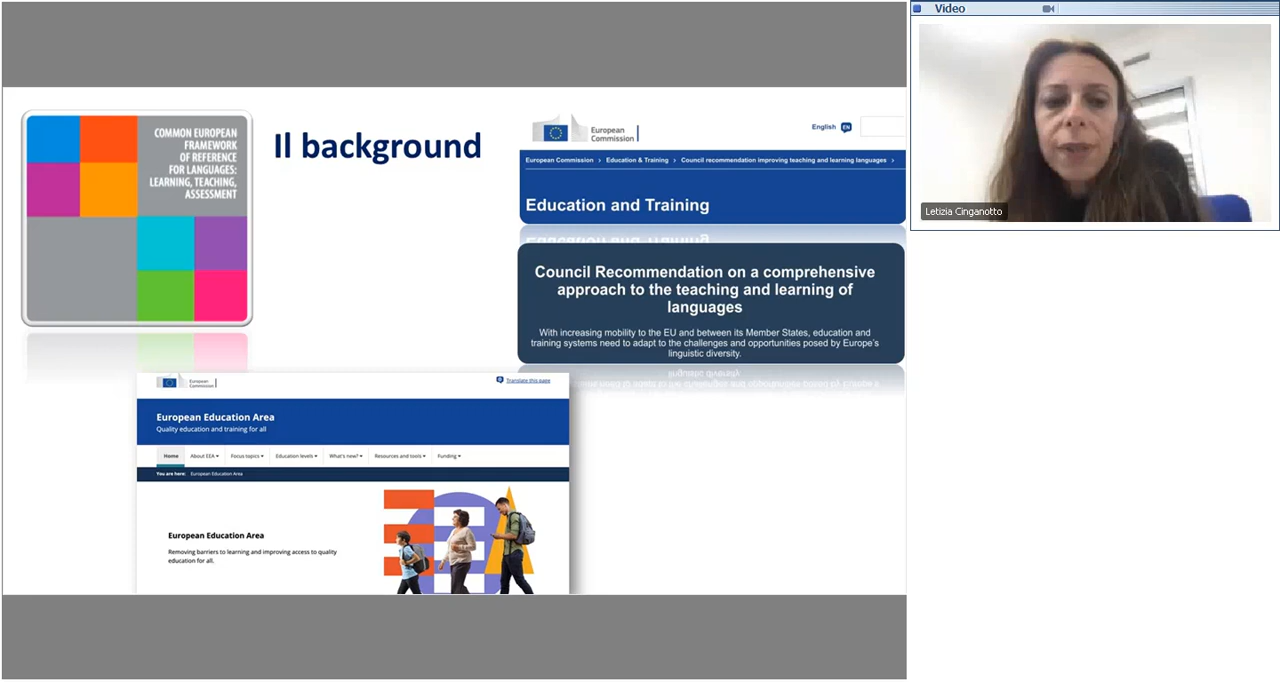 Video
Letizia Cinganotto
Il background
COMMON EUROPEAN
FRAMEWORK
OF REFERENCE
FOR LANGUAGES:
LEARNING, TEACHING,
ASSESSMENT
European
Commission
English EN
European Commission > Education & Training > Council recommendation improving teaching and learning languages >
Education and Training
Council Recommendation on a comprehensive
approach to the teaching and learning of
languages
With increasing mobility to the EU and between its Member States, education and
training systems need to adapt to the challenges and opportunities posed by Europe's
linguistic diversity.
European
Commission
Translate this page
European Education Area
Quality education and training for all
Home About EEA Focus topics Education levels What's new? Resources and tools Funding
You are here: European Education Area
European Education Area
Removing barriers to learning and improving access to quality
education for all.